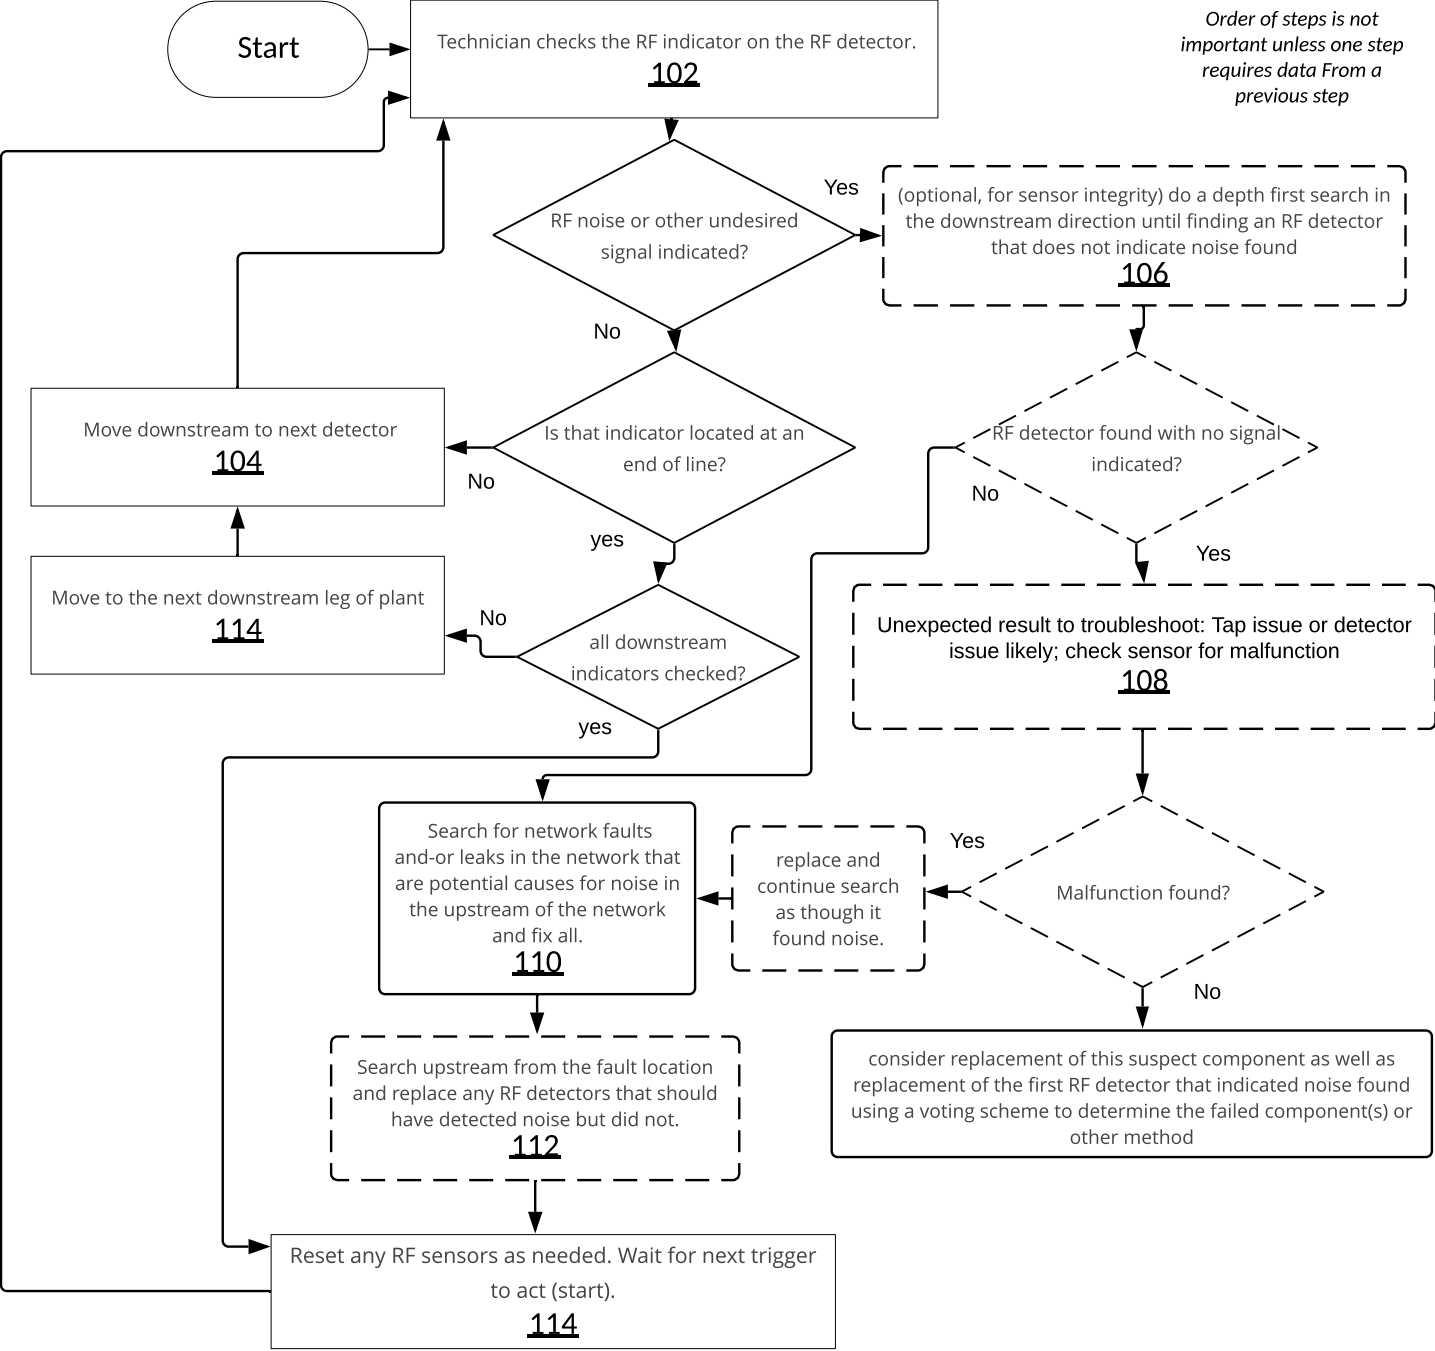 Start
Technician checks the RF indicator on the RF detector.
102
Order of steps is not
important unless one step
requires data From a
previous step
RF noise or other undesired
signal indicated?
Yes
No
(optional, for sensor integrity) do a depth first search in
the downstream direction until finding an RF detector
that does not indicate noise found
106
Move downstream to next detector
104
Is that indicator located at an
end of line?
No
yes
RF detector found with no signal
indicated?
No
Yes
Move to the next downstream leg of plant
114
No
all downstream
indicators checked?
yes
Unexpected result to troubleshoot: Tap issue or detector
issue likely; check sensor for malfunction
108
Search for network faults
and-or leaks in the network that
are potential causes for noise in
the upstream of the network
and fix all.
110
replace and
continue search
as though it
found noise.
Yes
Malfunction found?
No
Search upstream from the fault location
and replace any RF detectors that should
have detected noise but did not.
112
consider replacement of this suspect component as well as
replacement of the first RF detector that indicated noise found
using a voting scheme to determine the failed component(s) or
other method
Reset any RF sensors as needed. Wait for next trigger
to act (start).
114